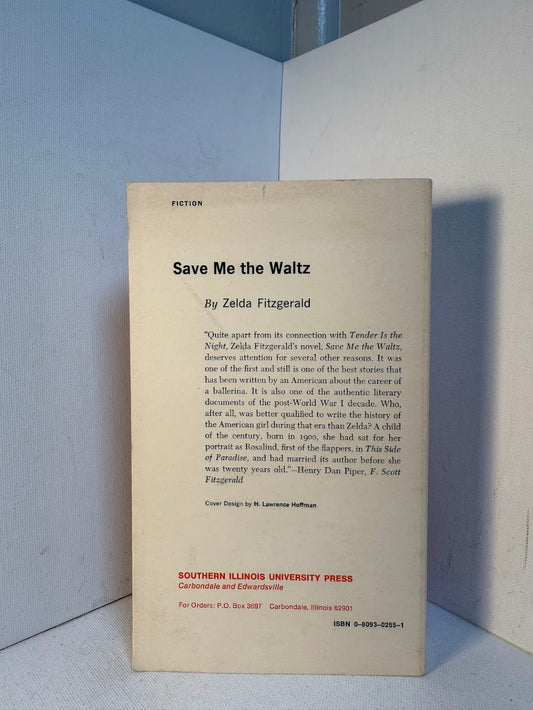 FICTION
Save Me the Waltz
By Zelda Fitzgerald
"Quite apart from its connection with Tender Is the
Night, Zelda Fitzgerald's novel, Save Me the Waltz,
deserves attention for several other reasons. It was
one of the first and still is one of the best stories that
has been written by an American about the career of
a ballerina. It is also one of the authentic literary
documents of the post-World War I decade. Who,
after all, was better qualified to write the history of
the American girl during that era than Zelda? A child
of the century, born in 1900, she had sat for her
portrait as Rosalind, first of the flappers, in This Side
of Paradise, and had married its author before she
was twenty years old."—Henry Dan Piper, F. Scott
Fitzgerald
Cover Design by H. Lawrence Hoffman
SOUTHERN ILLINOIS UNIVERSITY PRESS
Carbondale and Edwardsville
For Orders: P.O. Box 3697 Carbondale, Illinois 62901
ISBN 0-8093-0255-1